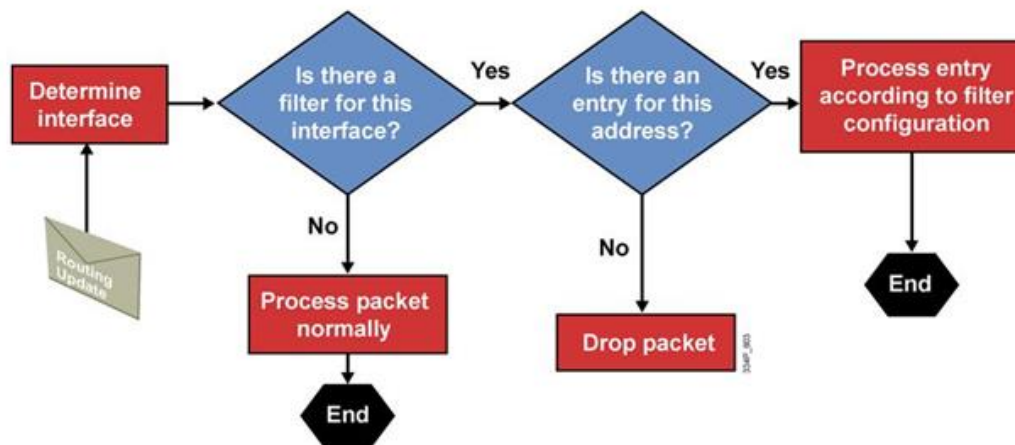 Determine
interface
Routing
Update
Is there a
filter for this
interface?
Yes
No
Process packet
normally
End
Is there an
entry for this
address?
Yes
No
Drop packet
334P_803
Process entry
according to filter
configuration
End